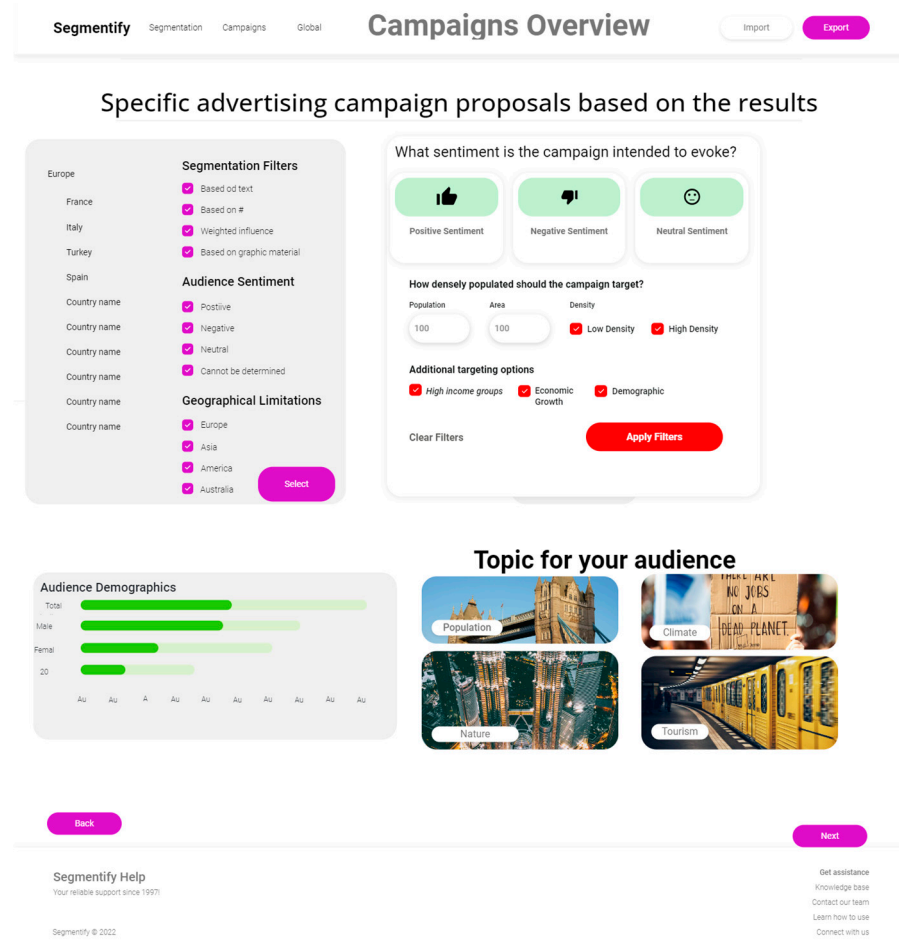 Segmentify
Segmentation
Campaigns
Global
Campaigns Overview
Import
Export
Specific advertising campaign proposals based on the results
Europe
France
Italy
Turkey
Spain
Country name
Country name
Country name
Country name
Country name
Country name
Segmentation Filters
Based od text
Based on #
Weighted influence
Based on graphic material
Audience Sentiment
Postiive
Negative
Neutral
Cannot be determined
Geographical Limitations
Europe
Asia
America
Australia
Select
What sentiment is the campaign intended to evoke?
Positive Sentiment
Negative Sentiment
Neutral Sentiment
How densely populated should the campaign target?
Population
Area
Density
100
100
Low Density
High Density
Additional targeting options
High income groups
Economic
Growth
Demographic
Clear Filters
Apply Filters
Audience Demographics
Total
Male
Femal
20
Au Au A Au Au Au Au Au Au Au
Topic for your audience
Population
THERE ARE
NO JOBS
ON A
DEAD PLANET
Climate
Nature
Tourism
Back
Next
Segmentify Help
Your reliable support since 1997!
Segmentify © 2022
Get assistance
Knowledge base
Contact our team
Learn how to use
Connect with us